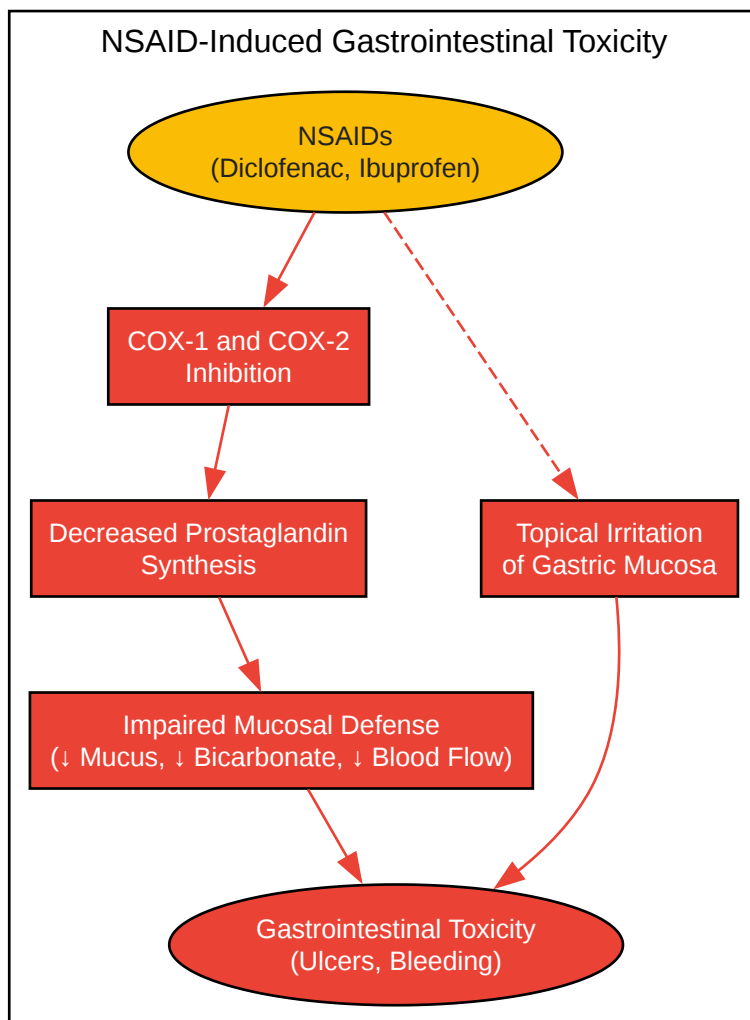 NSAID-Induced Gastrointestinal Toxicity
NSAIDs
(Diclofenac, Ibuprofen)
COX-1 and COX-2
Inhibition
Decreased Prostaglandin
Synthesis
Topical Irritation
of Gastric Mucosa
Impaired Mucosal Defense
(↓ Mucus, ↓ Bicarbonate, ↓ Blood Flow)
Gastrointestinal Toxicity
(Ulcers, Bleeding)